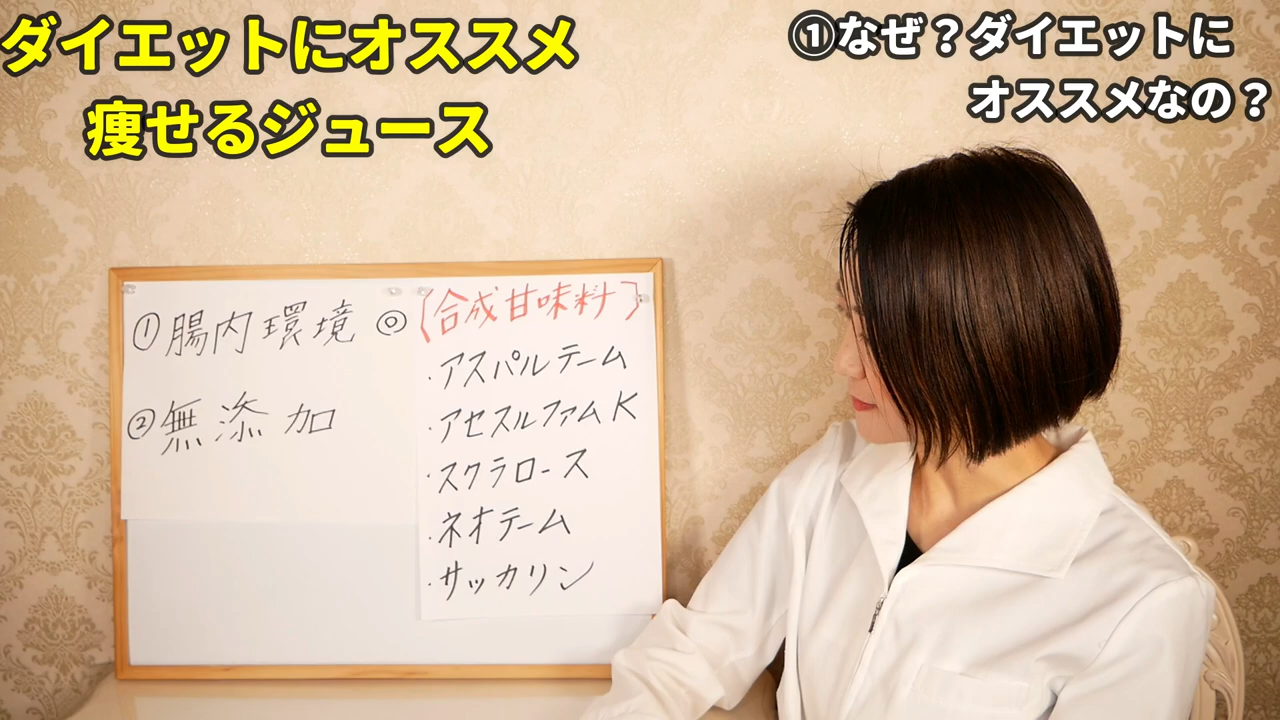 ダイエットにオススメ
痩せるジュース
①なぜ？ダイエットに
オススメなの？
①腸内環境◎
②無添加
〔合成甘味料〕
・アスパルテーム
・アセスルファムK
・スクラロース
・ネオテーム
・サッカリン